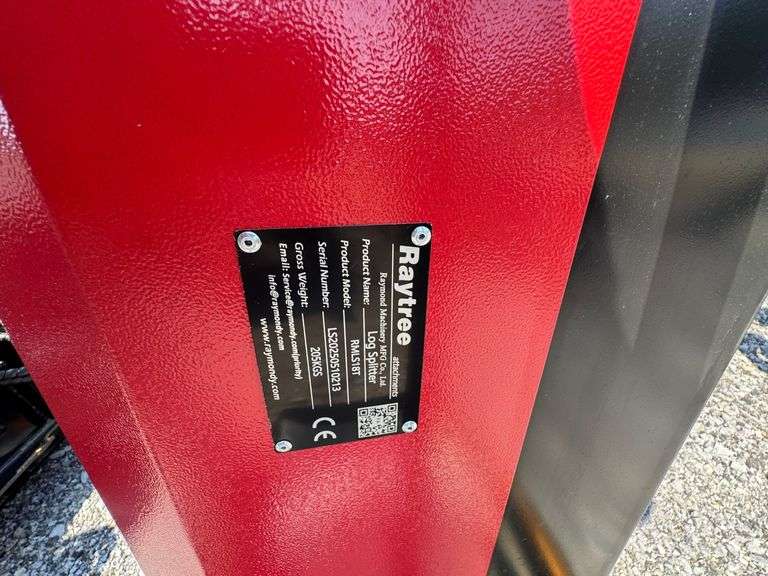 Raytree attachments
Raymond Machinery MFG Co., Ltd.
Product Name: Log Splitter
Product Model: RMLS18T
Serial Number: LS20250510213
Gross Weight: 205KGS
Email: Service@raymondy.com(priority)
info@raymondy.com
www.raymondy.com
CE